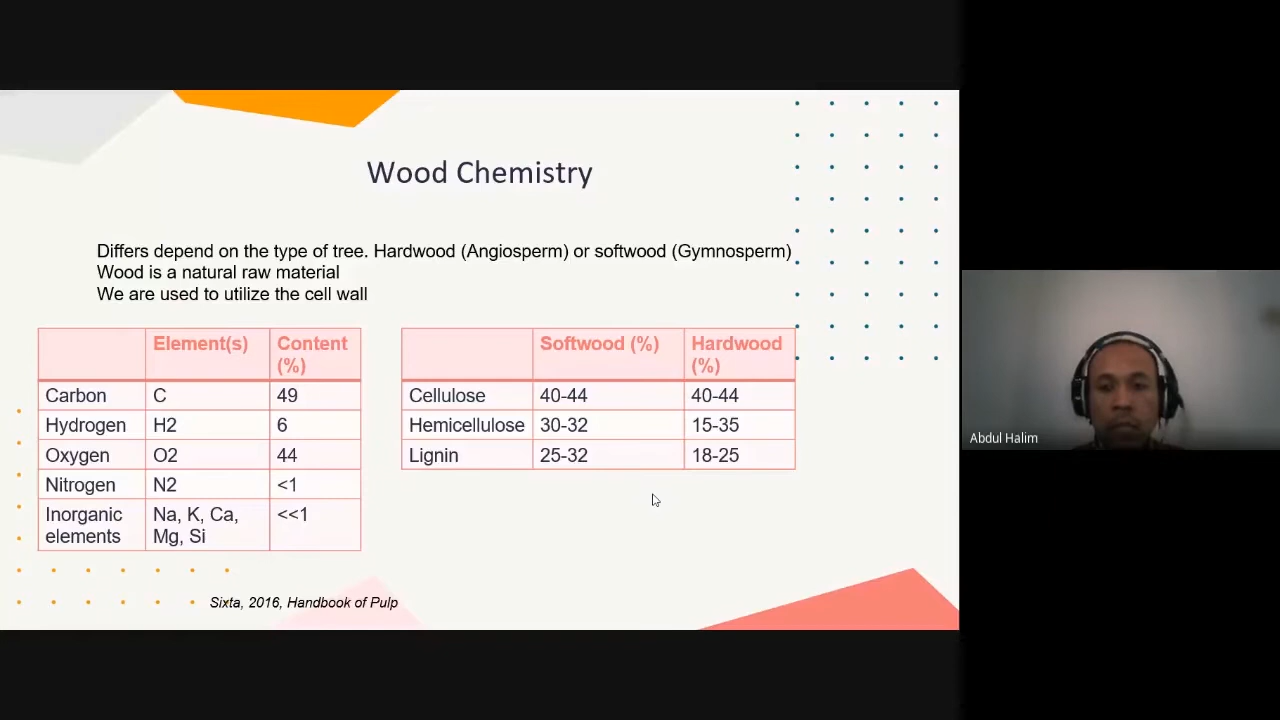 Wood Chemistry
Differs depend on the type of tree. Hardwood (Angiosperm) or softwood (Gymnosperm)
Wood is a natural raw material
We are used to utilize the cell wall
Element(s) Content (%)
Carbon C 49
Hydrogen H2 6
Oxygen O2 44
Nitrogen N2 <1
Inorganic elements Na, K, Ca, Mg, Si <<1
Softwood (%) Hardwood (%)
Cellulose 40-44 40-44
Hemicellulose 30-32 15-35
Lignin 25-32 18-25
Sixta, 2016, Handbook of Pulp
Abdul Halim